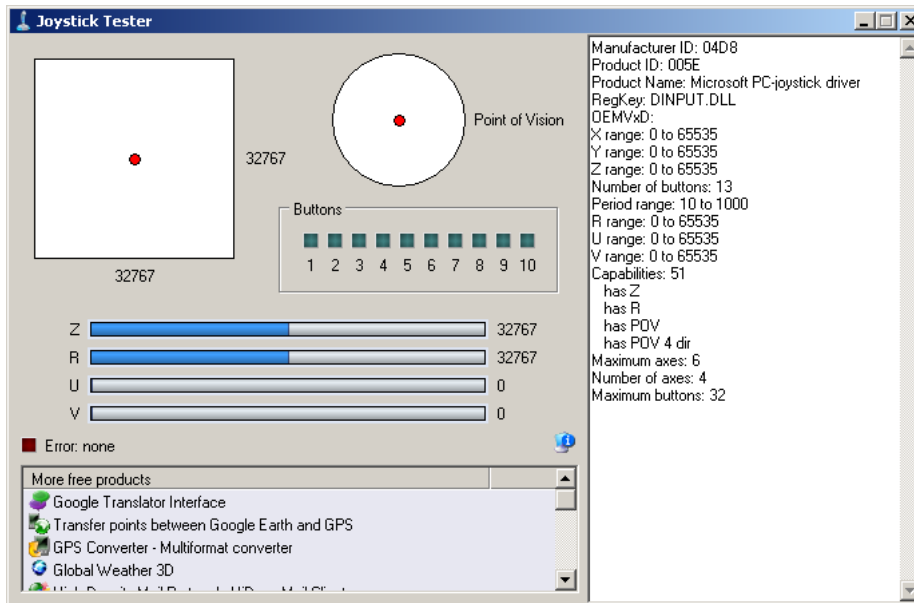 Joystick Tester
32767
32767
Point of Vision
Buttons
1 2 3 4 5 6 7 8 9 10
Z 32767
R 32767
U 0
V 0
Error: none
More free products
Google Translator Interface
Transfer points between Google Earth and GPS
GPS Converter - Multiformat converter
Global Weather 3D
Manufacturer ID: 04D8
Product ID: 005E
Product Name: Microsoft PC-joystick driver
RegKey: DINPUT.DLL
OEMVxD:
X range: 0 to 65535
Y range: 0 to 65535
Z range: 0 to 65535
Number of buttons: 13
Period range: 10 to 1000
R range: 0 to 65535
U range: 0 to 65535
V range: 0 to 65535
Capabilities: 51
has Z
has R
has POV
has POV 4 dir
Maximum axes: 6
Number of axes: 4
Maximum buttons: 32